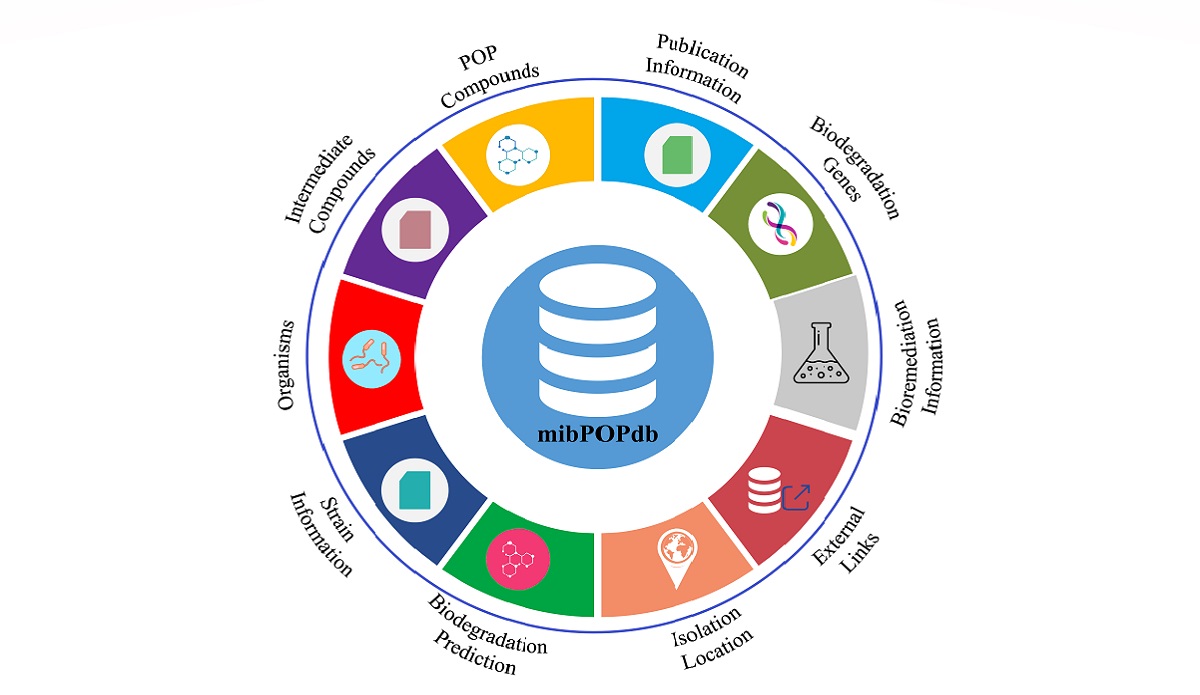 POP
Compounds
Publication
Information
Biodegradation
Genes
Bioremediation
Information
External
Links
Isolation
Location
Biodegradation
Prediction
Strain
Information
Organisms
Intermediate
Compounds
mibPOPdb